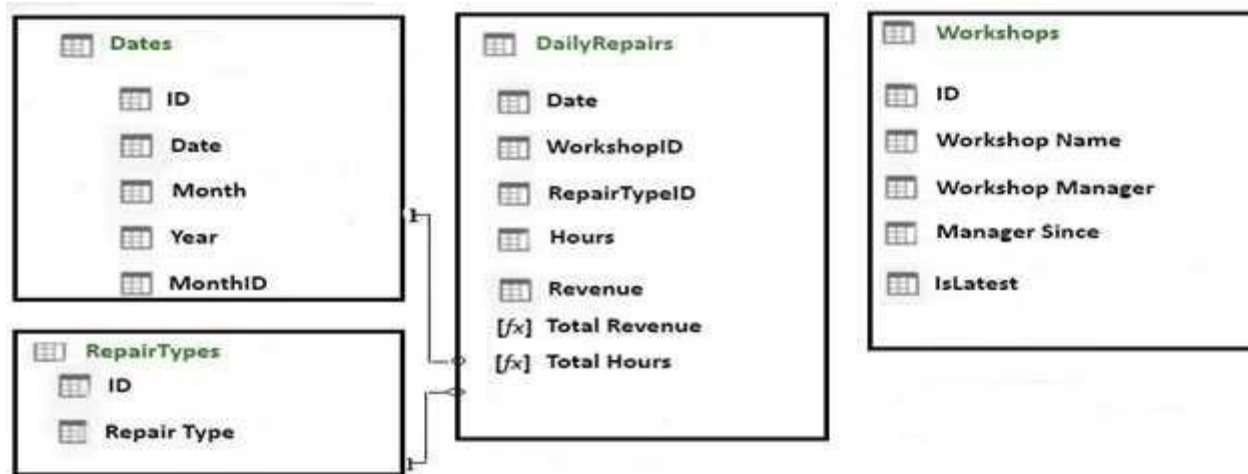 Dates
ID
Date
Month
Year
MonthID
RepairTypes
ID
Repair Type
DailyRepairs
Date
WorkshopID
RepairTypeID
Hours
Revenue
[fx] Total Revenue
[fx] Total Hours
Workshops
ID
Workshop Name
Workshop Manager
Manager Since
IsLatest
1
1